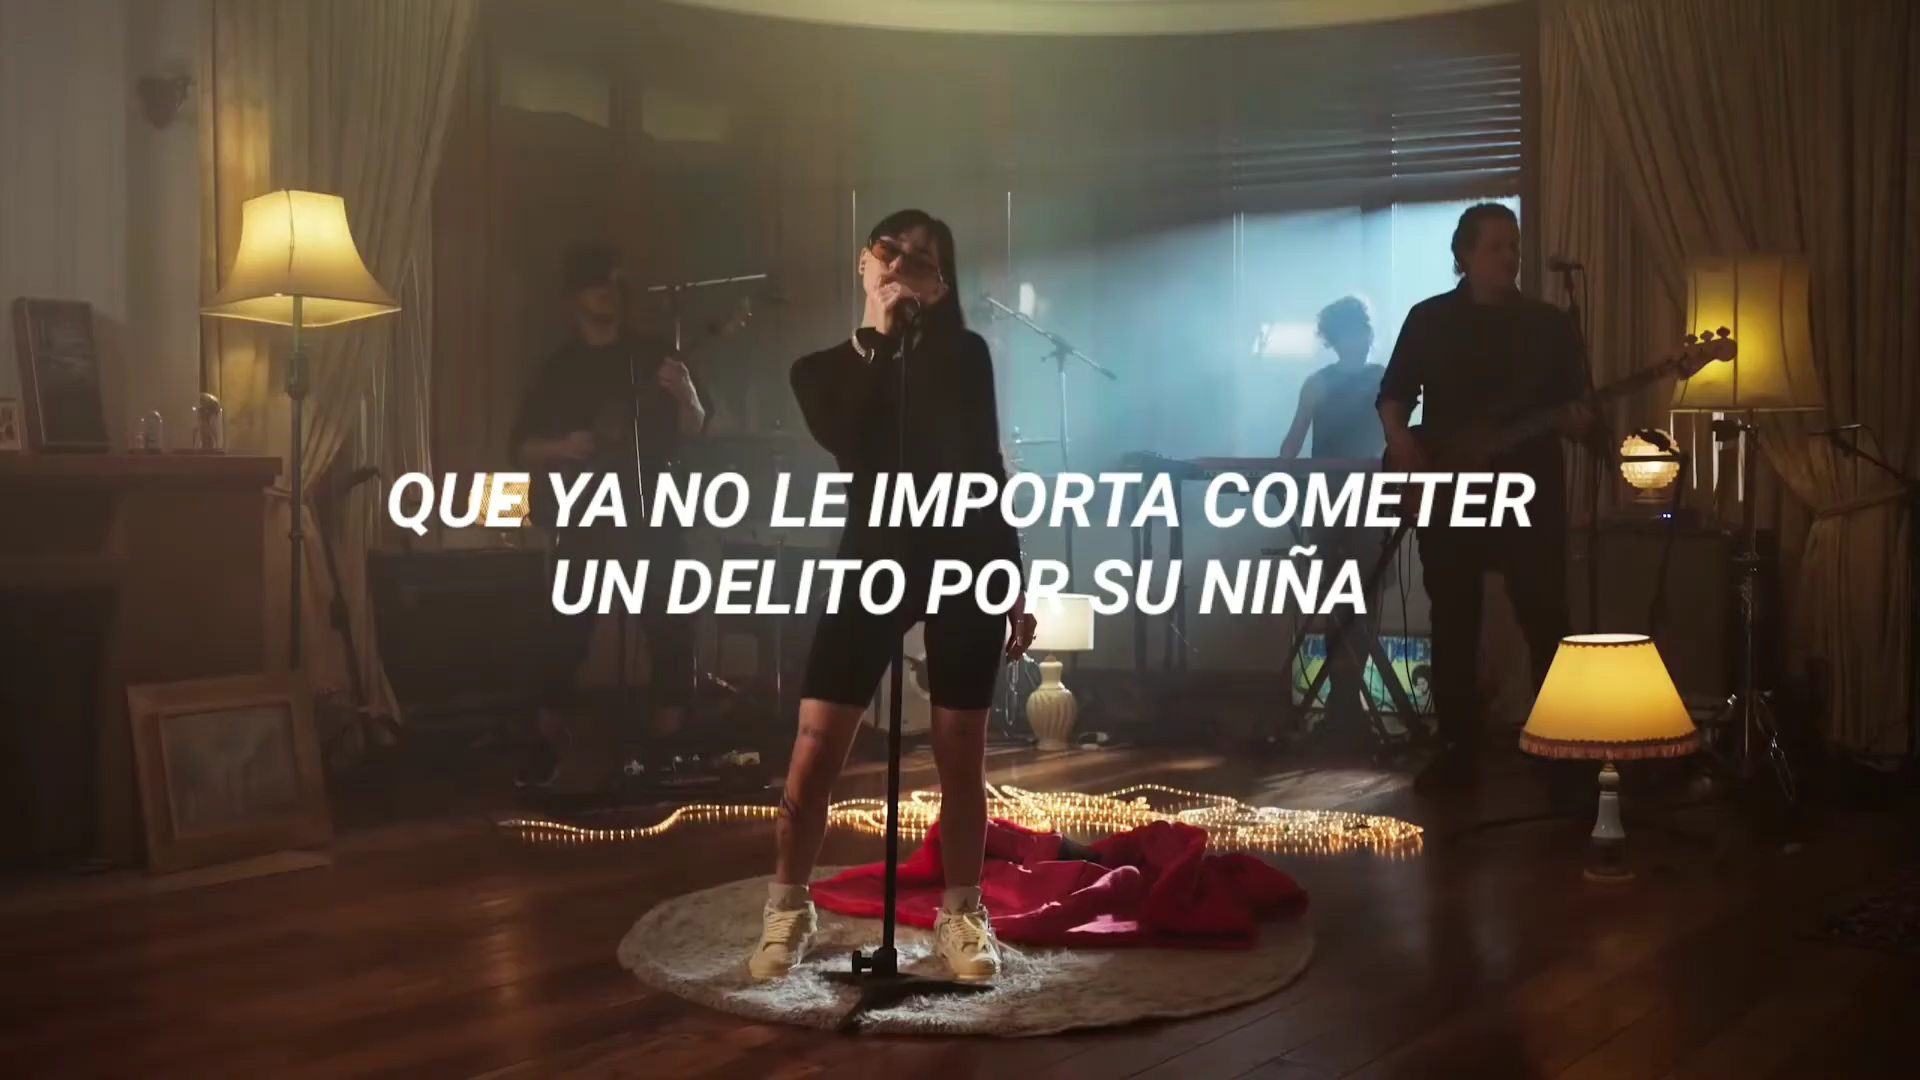 QUE YA NO LE IMPORTA COMETER
UN DELITO POR SU NIÑA